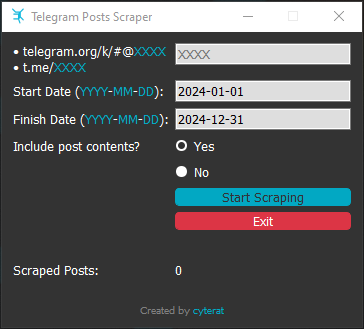 Telegram Posts Scraper
• telegram.org/k/#@XXXX
• t.me/XXXX
XXXX
Start Date (YYYY-MM-DD):
2024-01-01
Finish Date (YYYY-MM-DD):
2024-12-31
Include post contents?
Yes
No
Start Scraping
Exit
Scraped Posts:
0
Created by cyterat